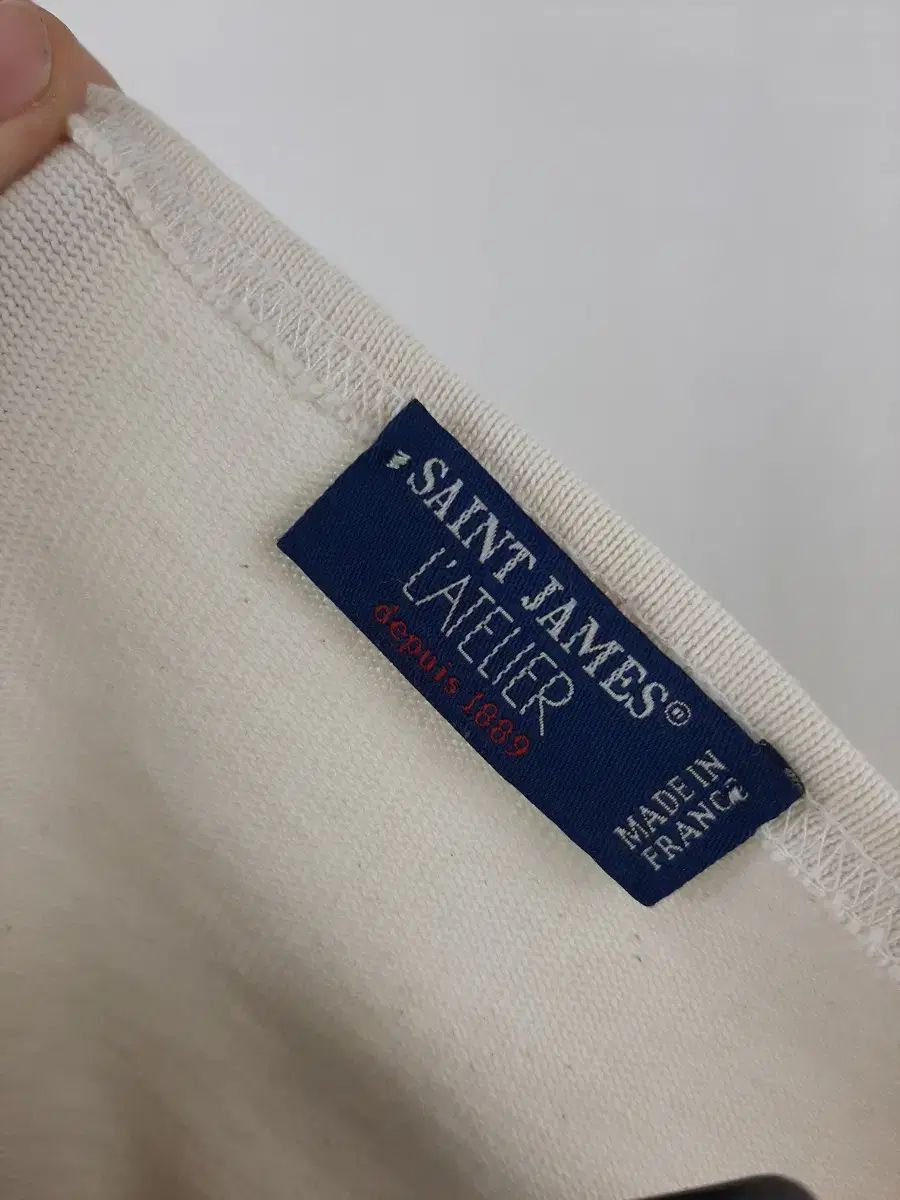 SAINT JAMES®
L'ATELIER
depuis 1889
MADE IN
FRANCE